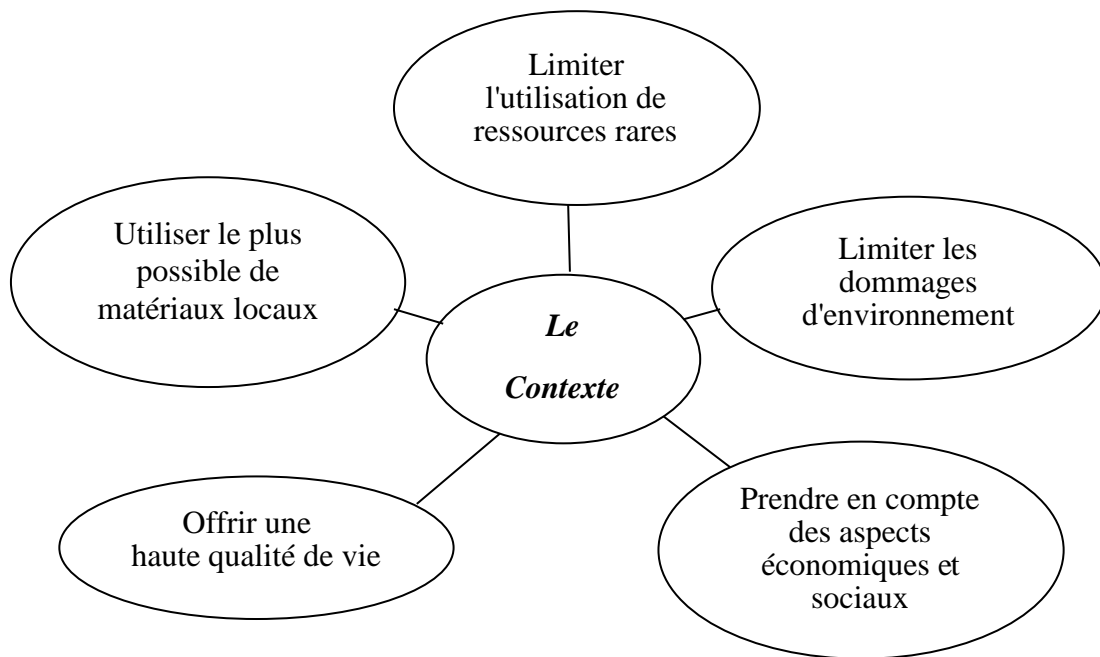 Limiter
l'utilisation de
ressources rares
Utiliser le plus
possible de
matériaux locaux
Limiter les
dommages
d'environnement
Le
Contexte
Offrir une
haute qualité de vie
Prendre en compte
des aspects
économiques et
sociaux